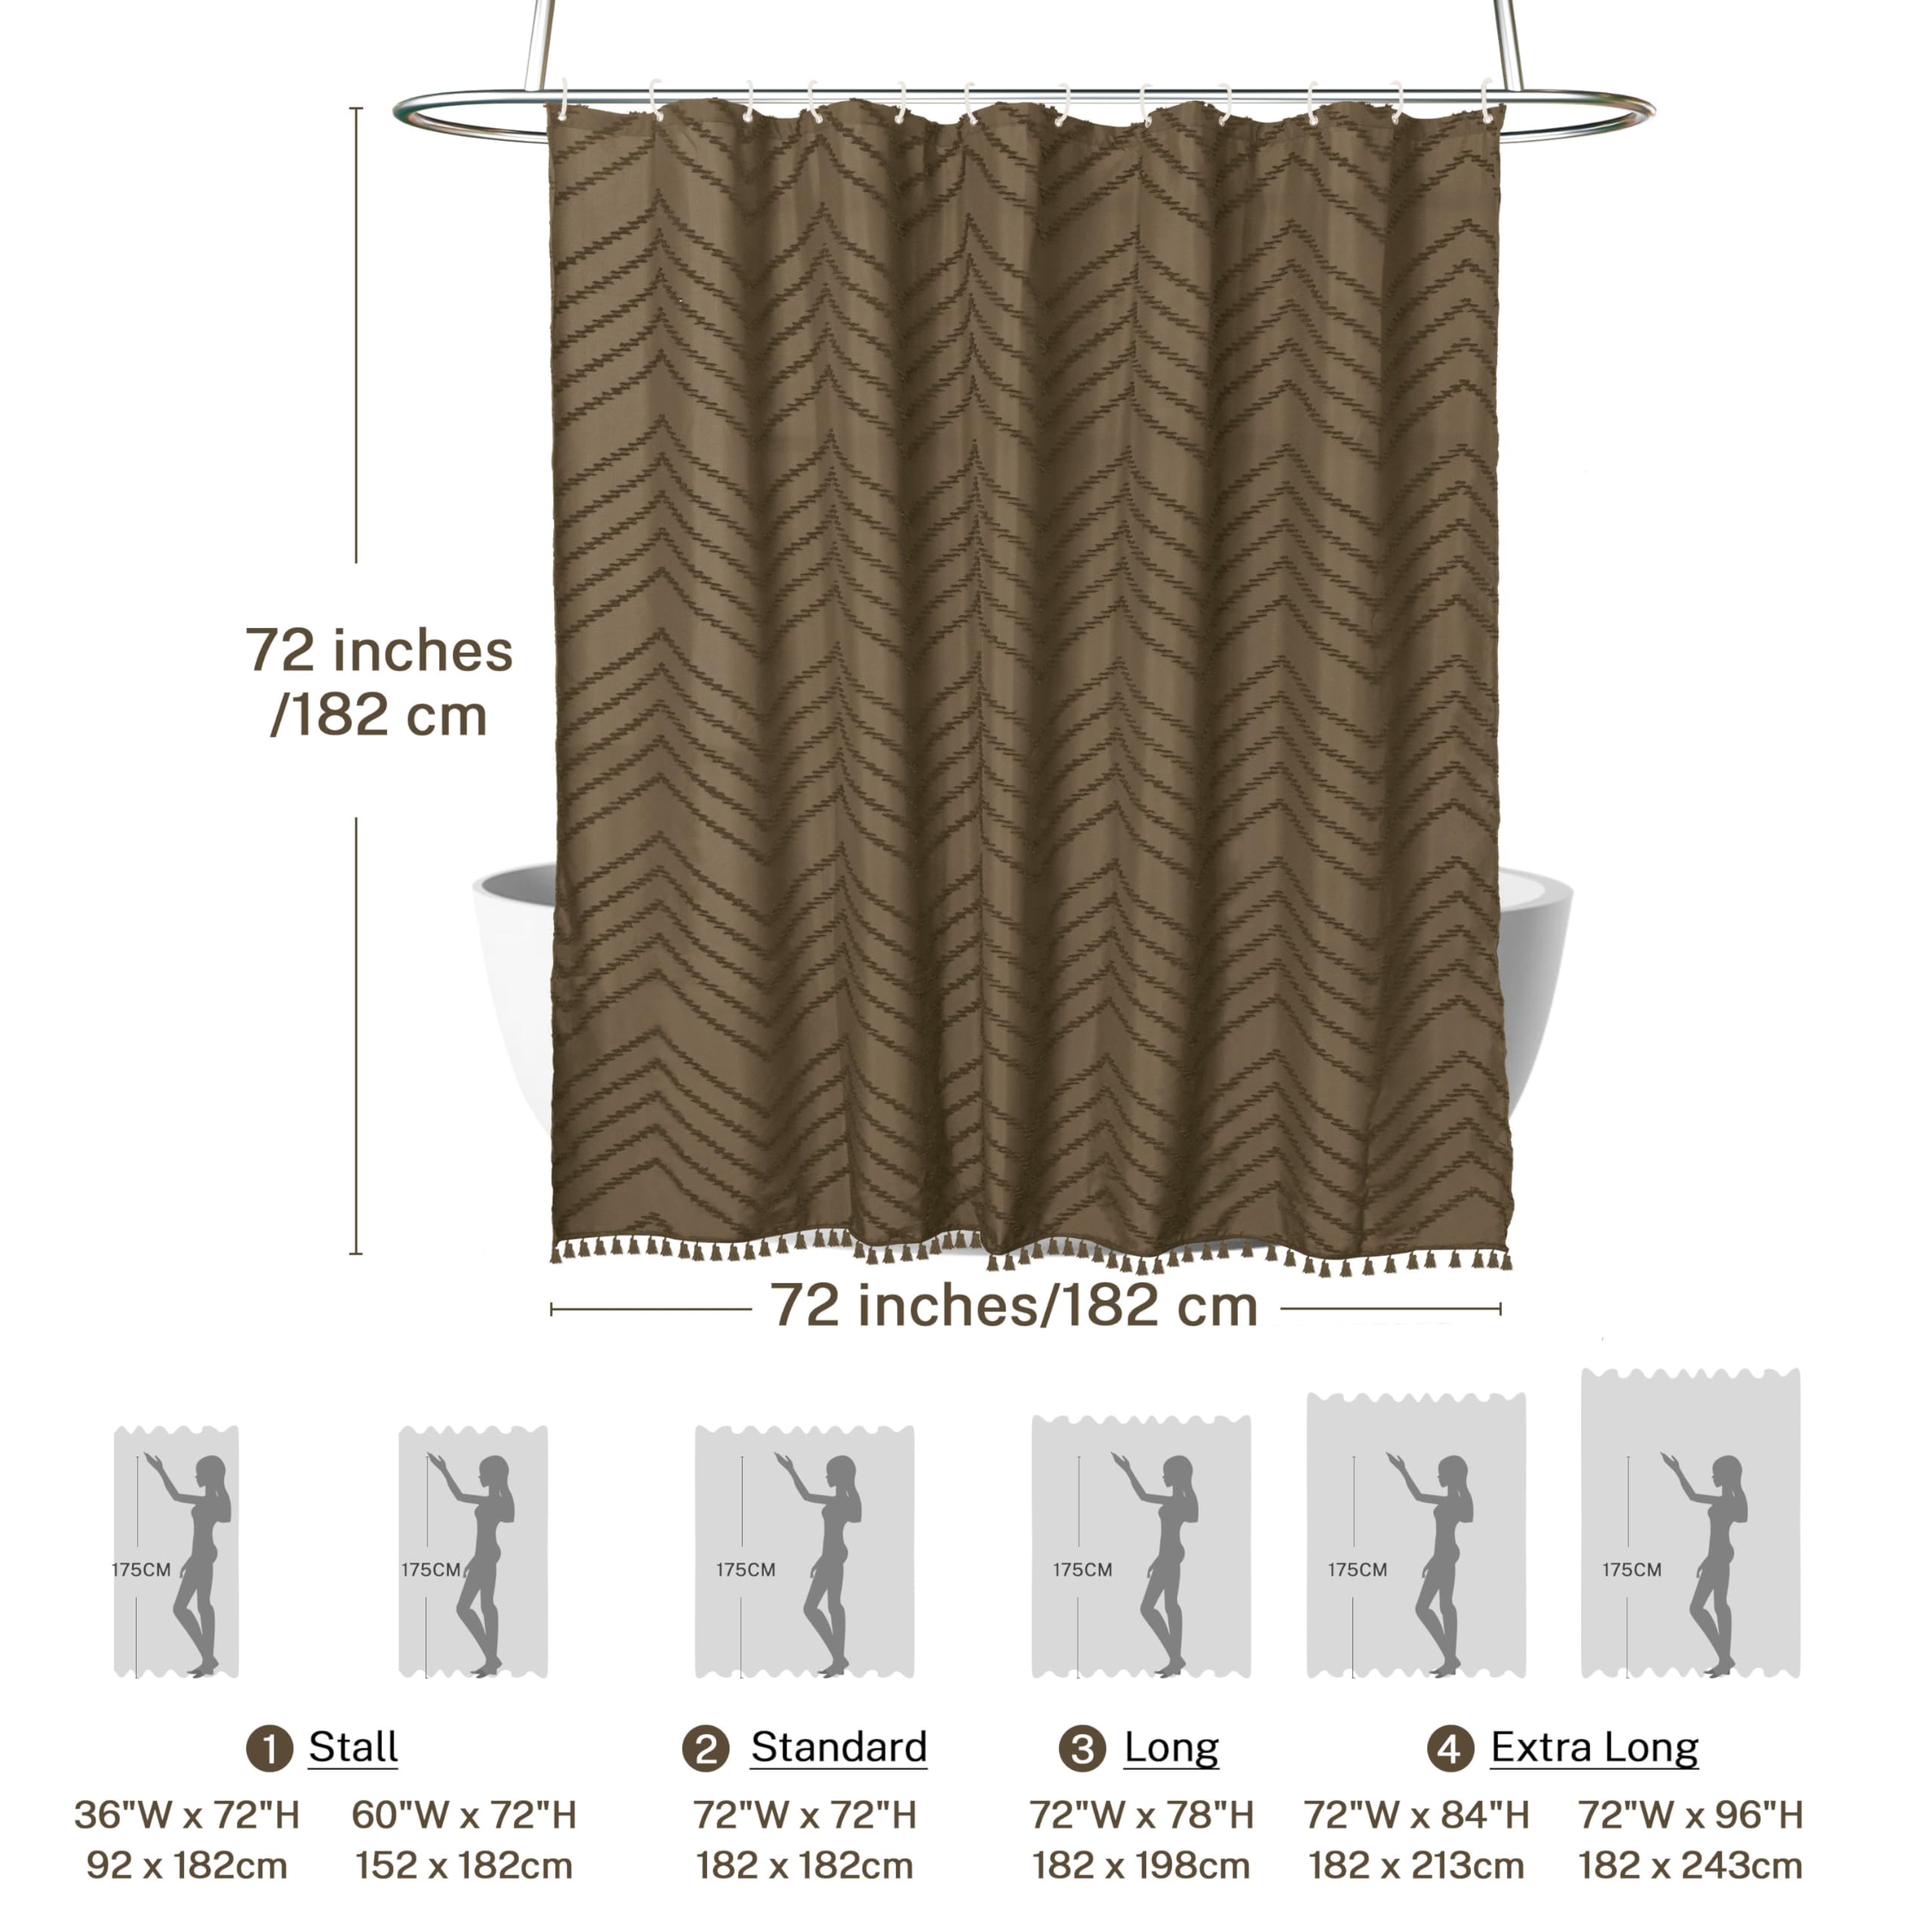 72 inches
/182 cm
72 inches/182 cm
175CM
175CM
175CM
175CM
175CM
175CM
1 Stall
2 Standard
3 Long
4 Extra Long
36"W x 72"H
60"W x 72"H
72"W x 72"H
72"W x 78"H
72"W x 84"H
72"W x 96"H
92 x 182cm
152 x 182cm
182 x 182cm
182 x 198cm
182 x 213cm
182 x 243cm